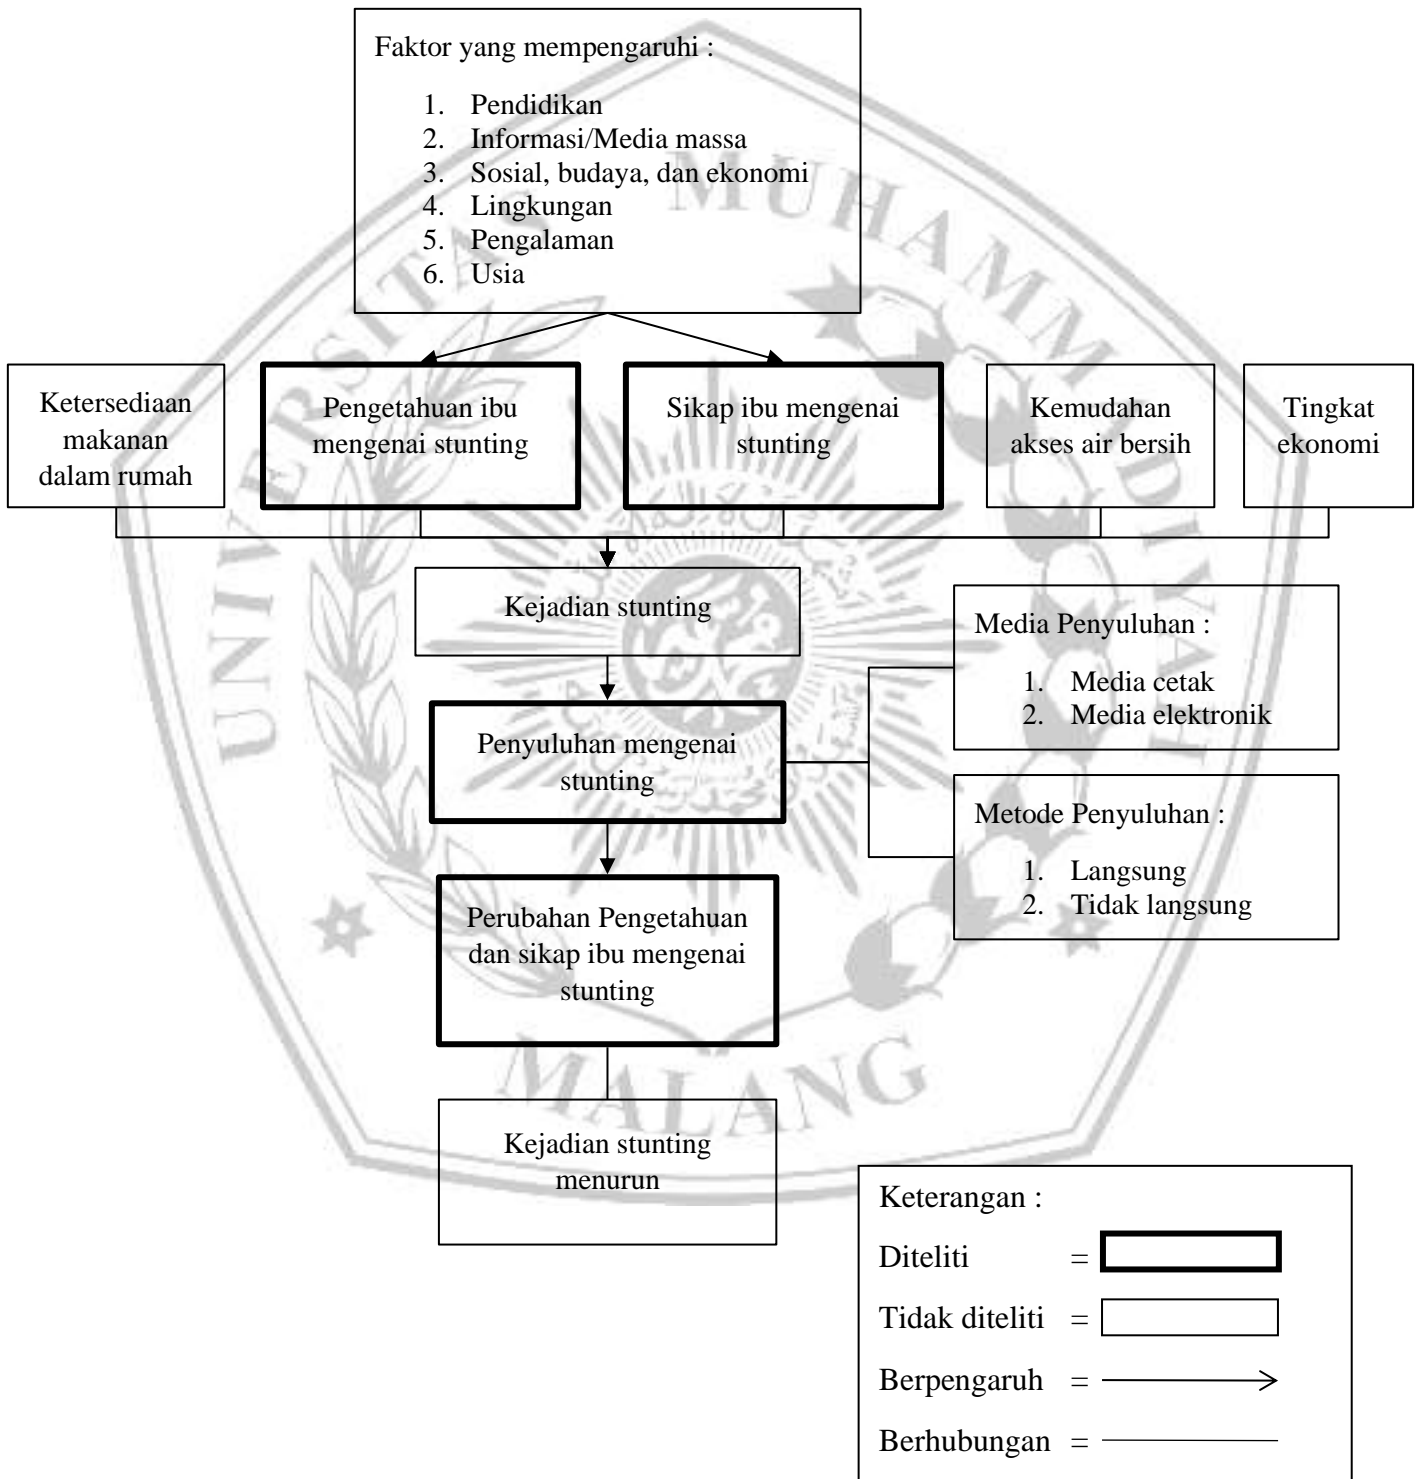 Faktor yang mempengaruhi :
1. Pendidikan
2. Informasi/Media massa
3. Sosial, budaya, dan ekonomi
4. Lingkungan
5. Pengalaman
6. Usia
Ketersediaan
makanan
dalam rumah
Pengetahuan ibu
mengenai stunting
Sikap ibu mengenai
stunting
Kemudahan
akses air bersih
Tingkat
ekonomi
Kejadian stunting
Penyuluhan mengenai
stunting
Media Penyuluhan :
1. Media cetak
2. Media elektronik
Metode Penyuluhan :
1. Langsung
2. Tidak langsung
Perubahan Pengetahuan
dan sikap ibu mengenai
stunting
Kejadian stunting
menurun
Keterangan :
Diteliti =
Tidak diteliti =
Berpengaruh =
Berhubungan =
UNIVERSITAS MUHAMMADIYAH
MALANG